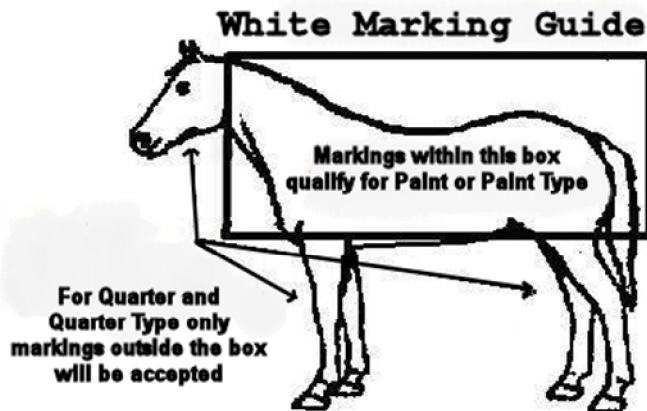 White Marking Guide
Markings within this box
qualify for Paint or Paint Type
For Quarter and
Quarter Type only
markings outside the box
will be accepted